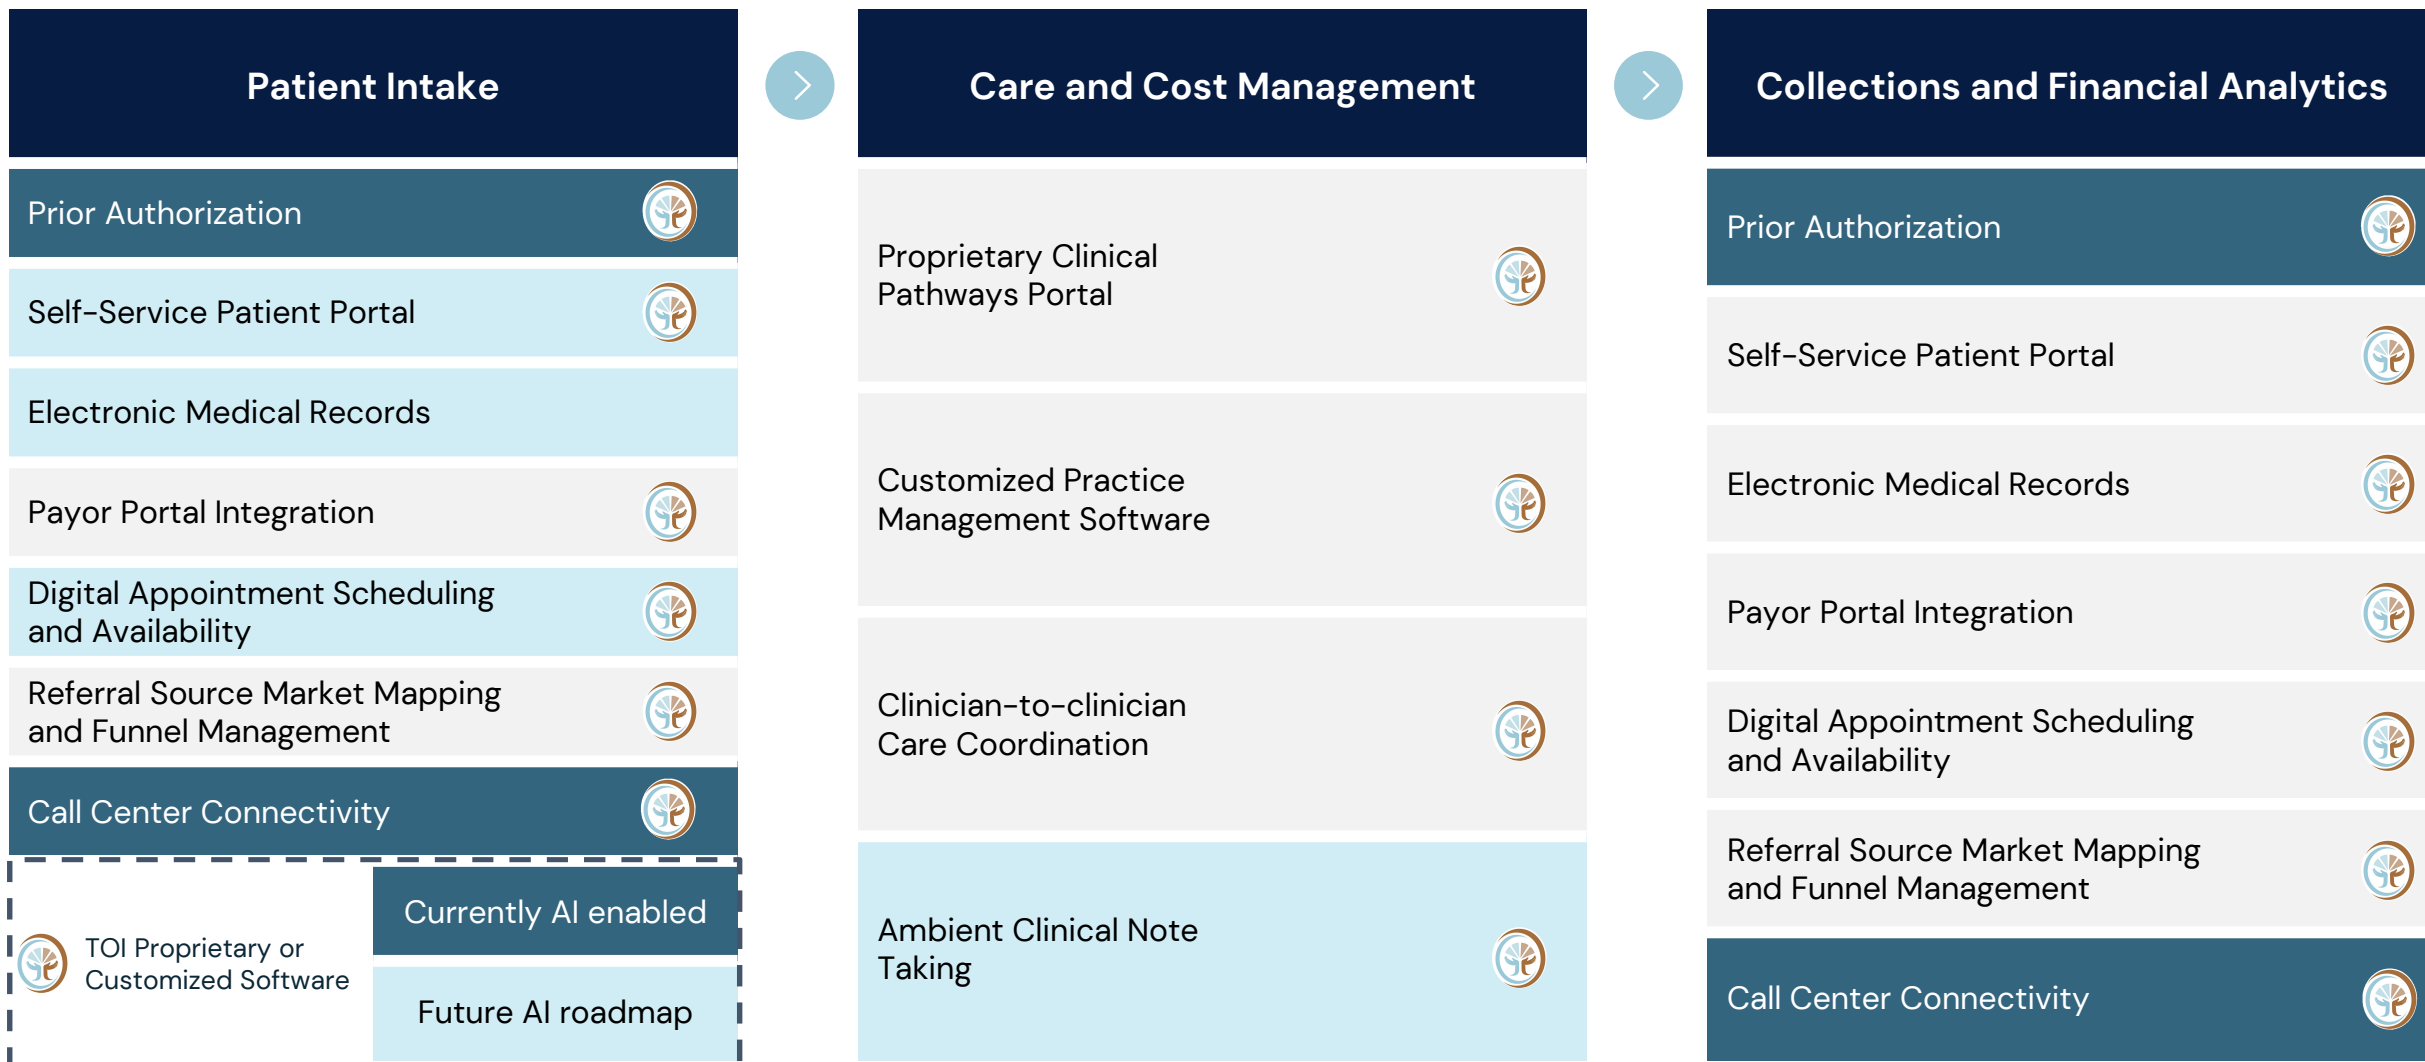 Patient Intake
Prior Authorization
Self-Service Patient Portal
Electronic Medical Records
Payor Portal Integration
Digital Appointment Scheduling
and Availability
Referral Source Market Mapping
and Funnel Management
Call Center Connectivity
TOI Proprietary or
Customized Software
Currently AI enabled
Future AI roadmap
Care and Cost Management
Proprietary Clinical
Pathways Portal
Customized Practice
Management Software
Clinician-to-clinician
Care Coordination
Ambient Clinical Note
Taking
Collections and Financial Analytics
Prior Authorization
Self-Service Patient Portal
Electronic Medical Records
Payor Portal Integration
Digital Appointment Scheduling
and Availability
Referral Source Market Mapping
and Funnel Management
Call Center Connectivity